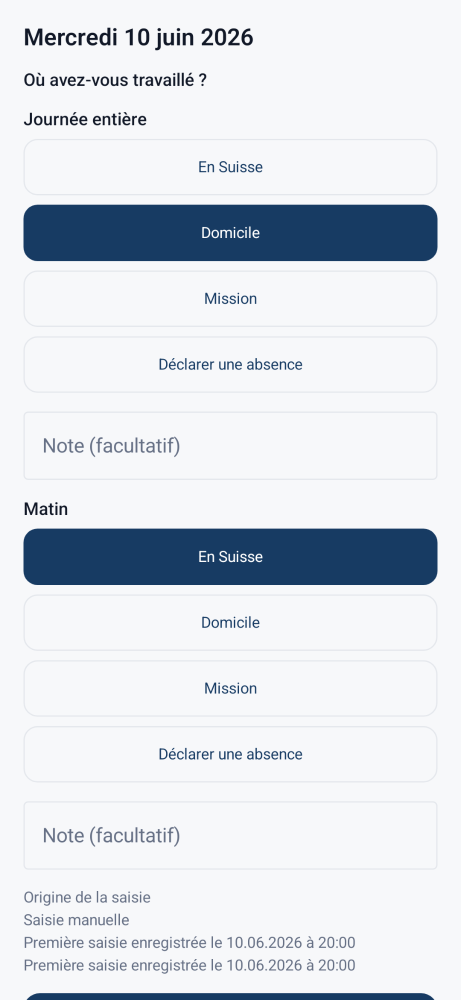 Mercredi 10 juin 2026
Où avez-vous travaillé ?
Journée entière
En Suisse
Domicile
Mission
Déclarer une absence
Note (facultatif)
Matin
En Suisse
Domicile
Mission
Déclarer une absence
Note (facultatif)
Origine de la saisie
Saisie manuelle
Première saisie enregistrée le 10.06.2026 à 20:00
Première saisie enregistrée le 10.06.2026 à 20:00